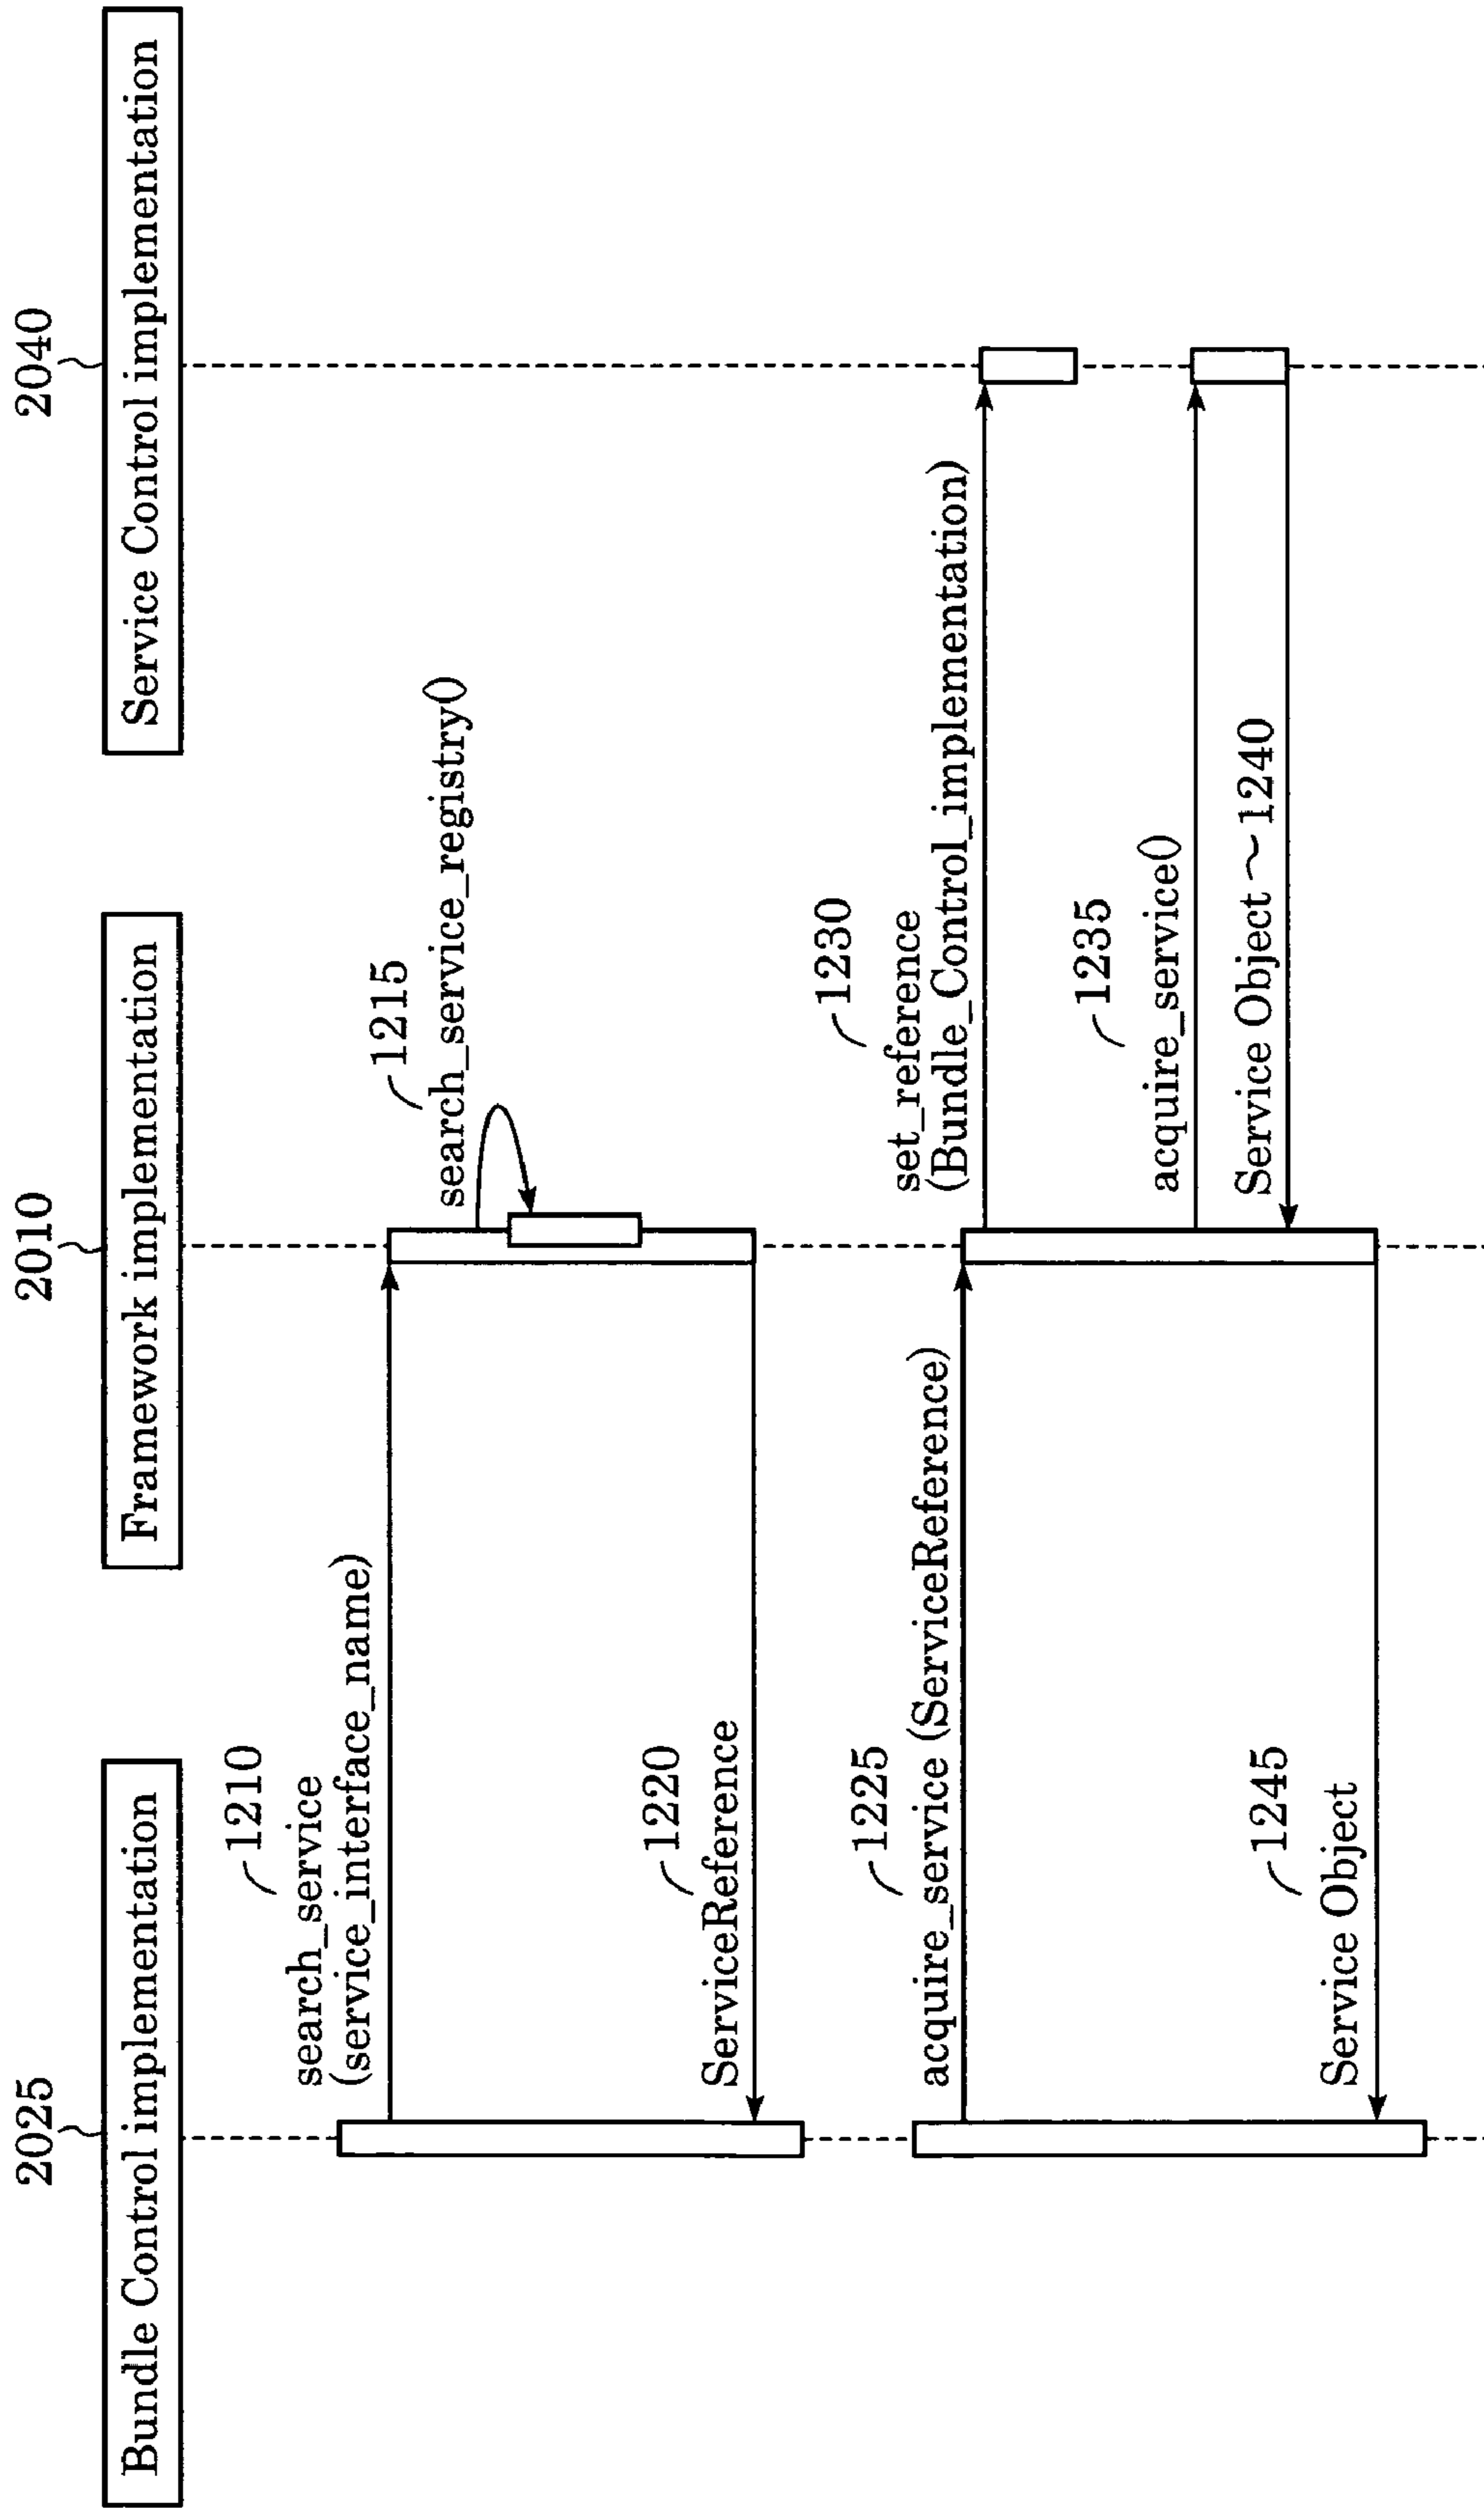 2025
Bundle Control implementation
2010
Framework implementation
2040
Service Control implementation
1210
search_service
(service_interface_name)
1215
search_service_registry()
1220
ServiceReference
1225
acquire_service (ServiceReference)
1230
set_reference
(Bundle_Control_implementation)
1235
acquire_service()
Service Object ~1240
1245
Service Object